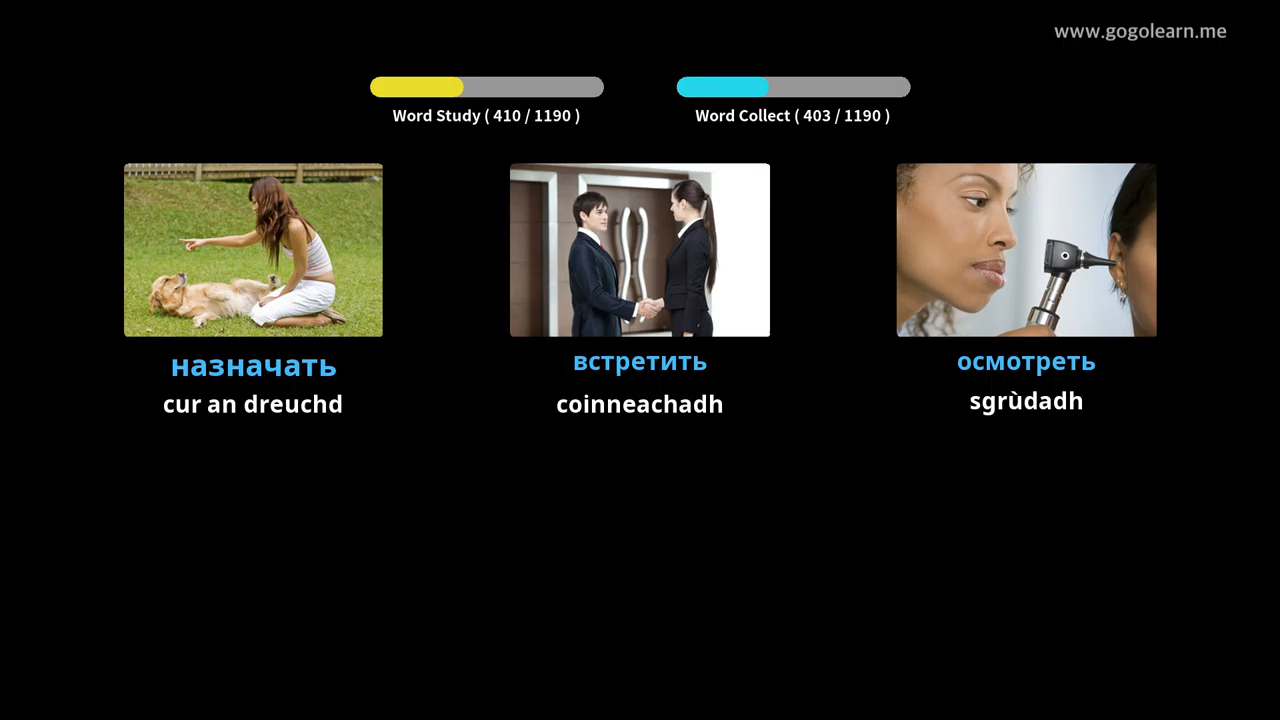 www.gogolearn.me
Word Study ( 410 / 1190 )
Word Collect ( 403 / 1190 )
назначать
cur an dreuchd
встретить
coinneachadh
осмотреть
sgrùdadh